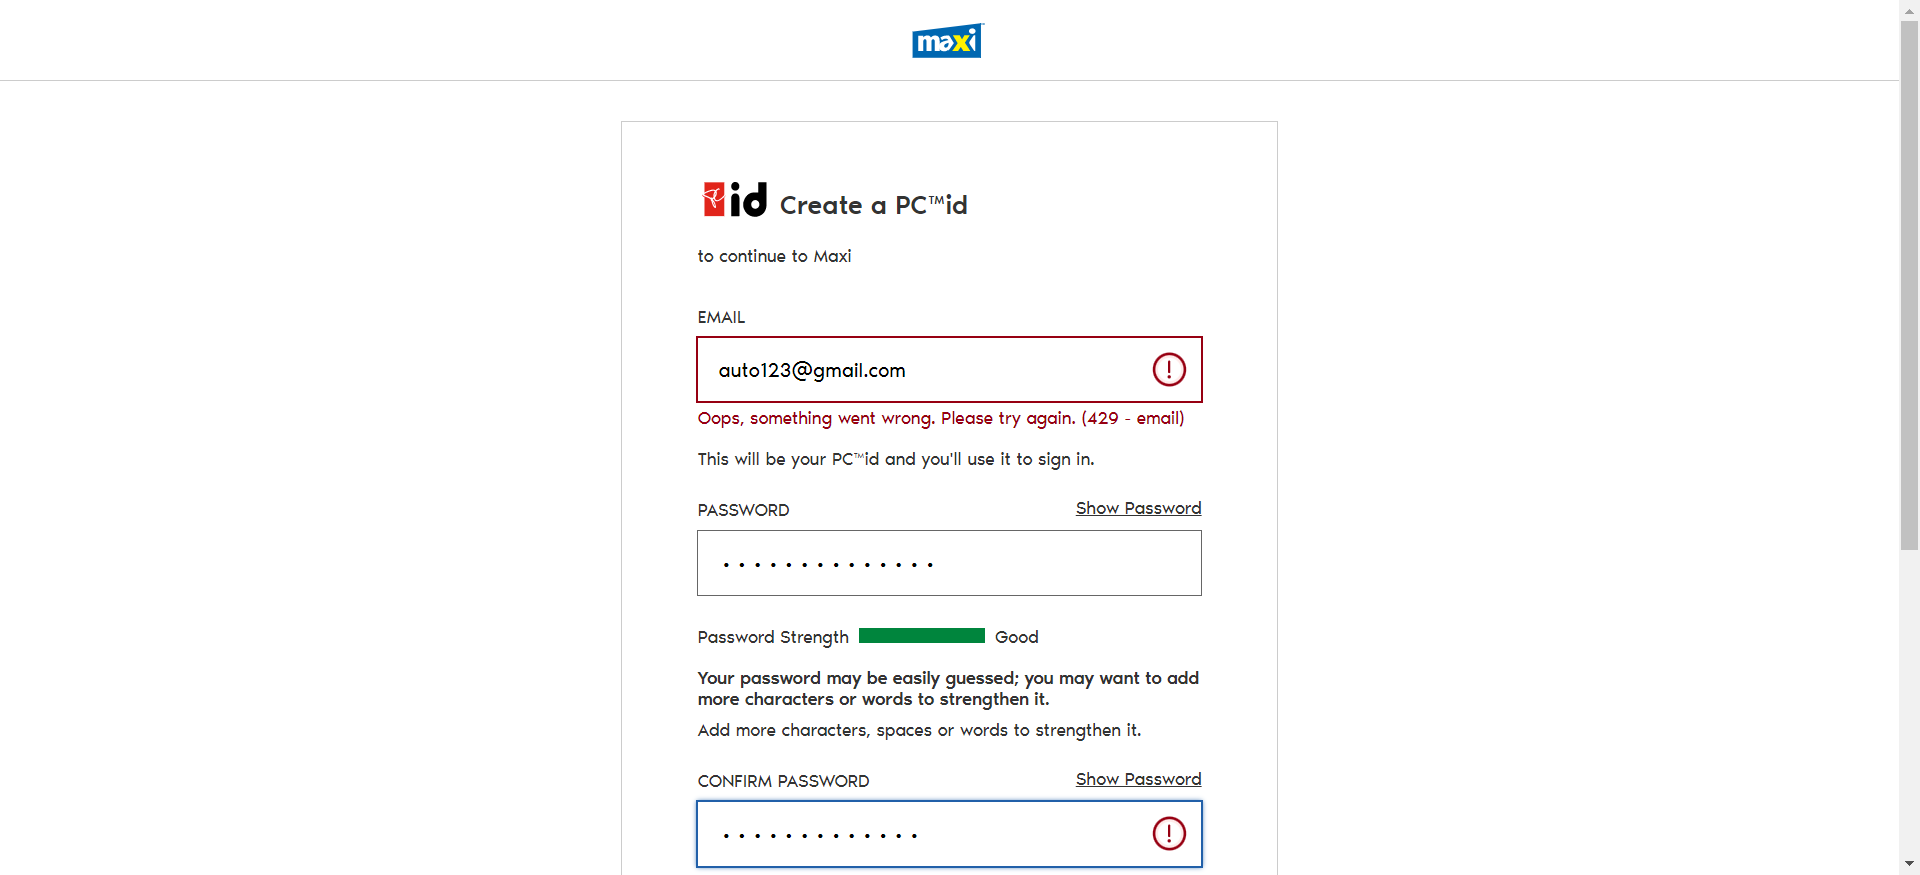 maxi
id Create a PC™id
to continue to Maxi
EMAIL
auto123@gmail.com
Oops, something went wrong. Please try again. (429 - email)
This will be your PC™id and you'll use it to sign in.
PASSWORD Show Password
••••••••••••••
Password Strength Good
Your password may be easily guessed; you may want to add
more characters or words to strengthen it.
Add more characters, spaces or words to strengthen it.
CONFIRM PASSWORD Show Password
•••••••••••••